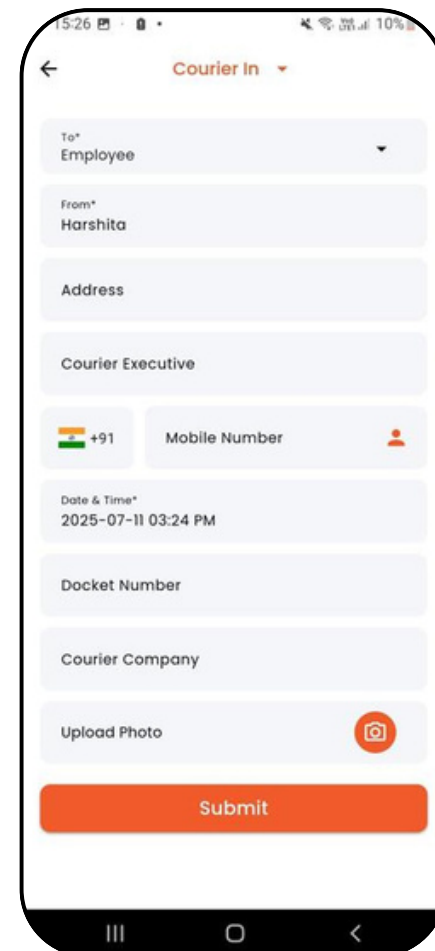 15:26
10%
Courier In
To*
Employee
From*
Harshita
Address
Courier Executive
+91 Mobile Number
Date & Time*
2025-07-11 03:24 PM
Docket Number
Courier Company
Upload Photo
Submit